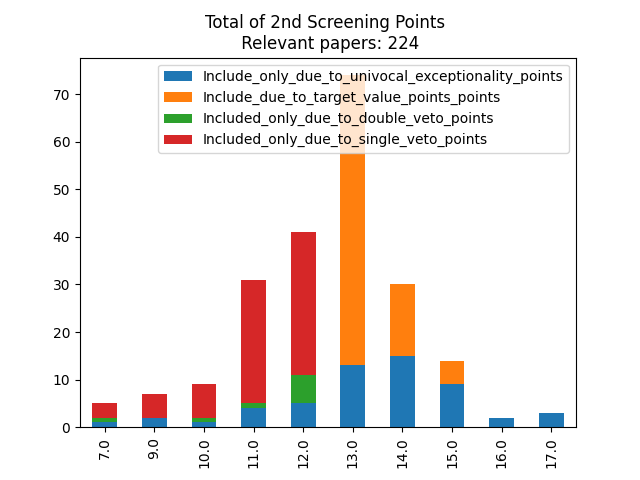 Total of 2nd Screening Points
Relevant papers: 224
Include_only_due_to_univocal_exceptionality_points
Include_due_to_target_value_points_points
Included_only_due_to_double_veto_points
Included_only_due_to_single_veto_points
70
60
50
40
30
20
10
0
7.0 9.0 10.0 11.0 12.0 13.0 14.0 15.0 16.0 17.0